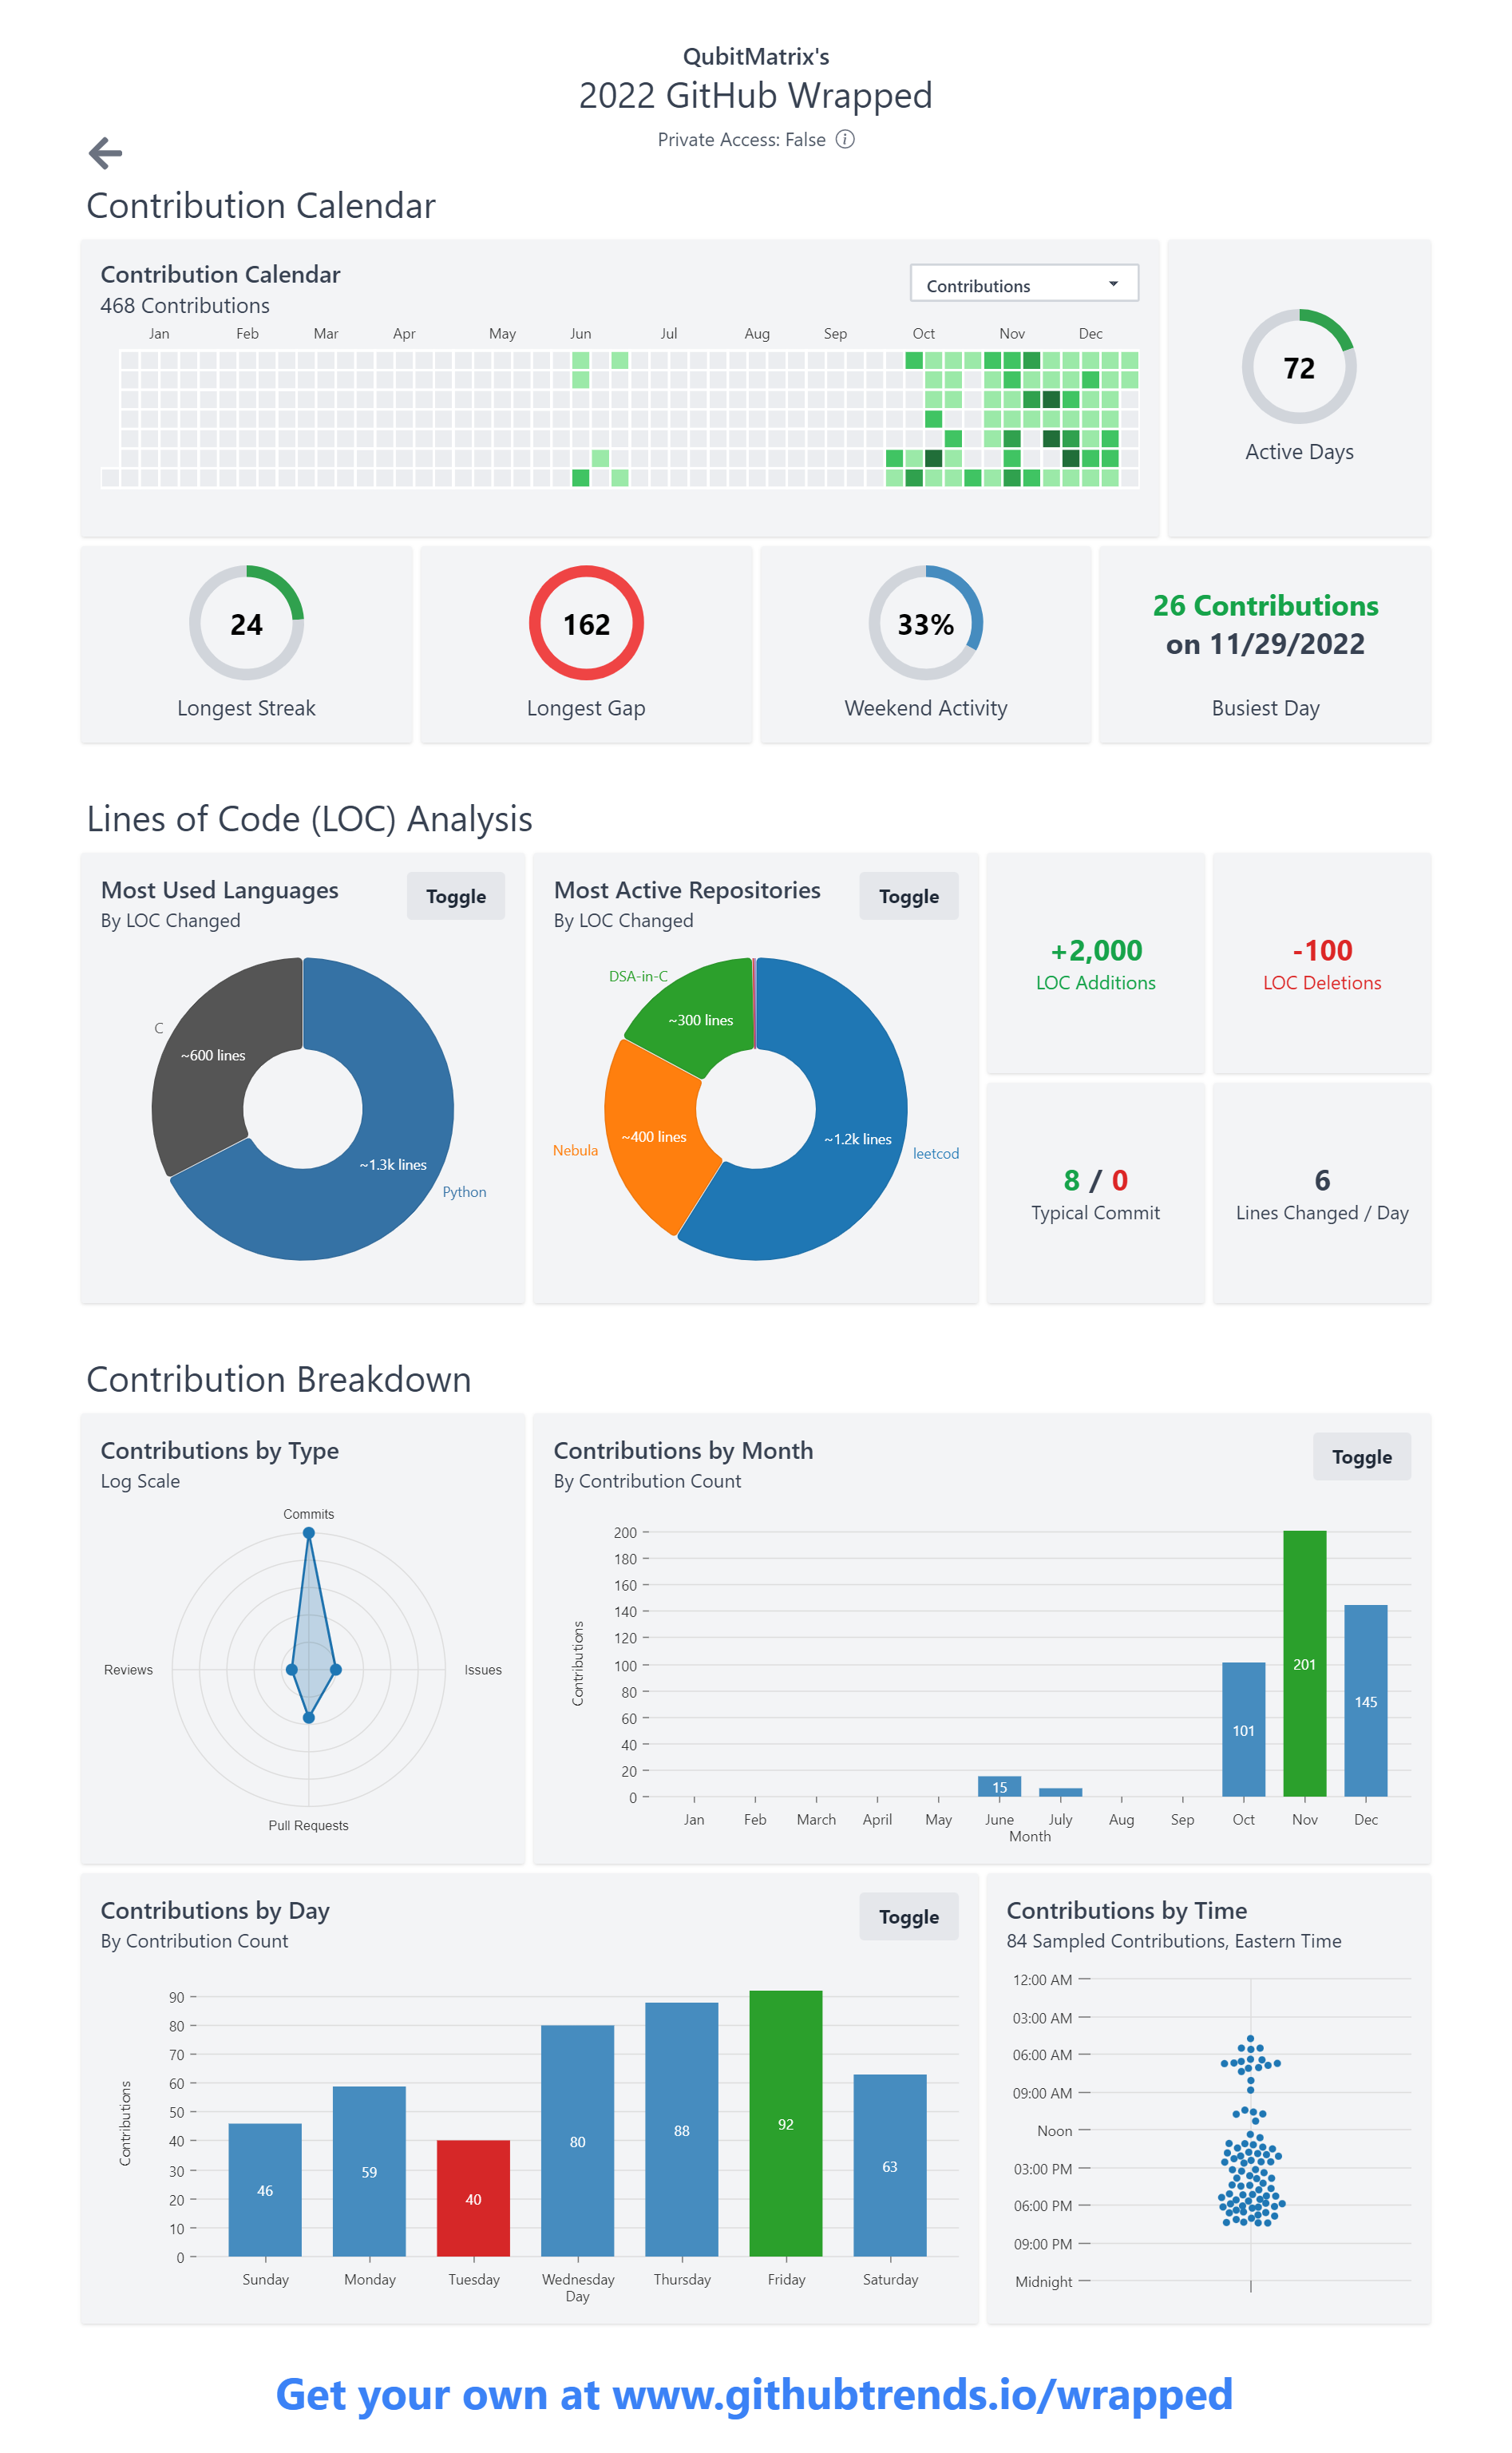 QubitMatrix's
2022 GitHub Wrapped
Private Access: False
Contribution Calendar
Contribution Calendar
468 Contributions
Contributions
Jan Feb Mar Apr May Jun Jul Aug Sep Oct Nov Dec
72
Active Days
24
Longest Streak
162
Longest Gap
33%
Weekend Activity
26 Contributions
on 11/29/2022
Busiest Day
Lines of Code (LOC) Analysis
Most Used Languages
By LOC Changed
Toggle
C
~600 lines
~1.3k lines
Python
Most Active Repositories
By LOC Changed
Toggle
DSA-in-C
~300 lines
~400 lines
Nebula
~1.2k lines
leetcod
+2,000
LOC Additions
-100
LOC Deletions
8 / 0
Typical Commit
6
Lines Changed / Day
Contribution Breakdown
Contributions by Type
Log Scale
Commits
Reviews
Issues
Pull Requests
Contributions by Month
By Contribution Count
Toggle
200
180
160
140
120
100
80
60
40
20
0
Contributions
15
101
201
145
Jan Feb March April May June July Aug Sep Oct Nov Dec
Month
Contributions by Day
By Contribution Count
Toggle
90
80
70
60
50
40
30
20
10
0
Contributions
46
59
40
80
88
92
63
Sunday Monday Tuesday Wednesday Thursday Friday Saturday
Day
Contributions by Time
84 Sampled Contributions, Eastern Time
12:00 AM
03:00 AM
06:00 AM
09:00 AM
Noon
03:00 PM
06:00 PM
09:00 PM
Midnight
Get your own at www.githubtrends.io/wrapped